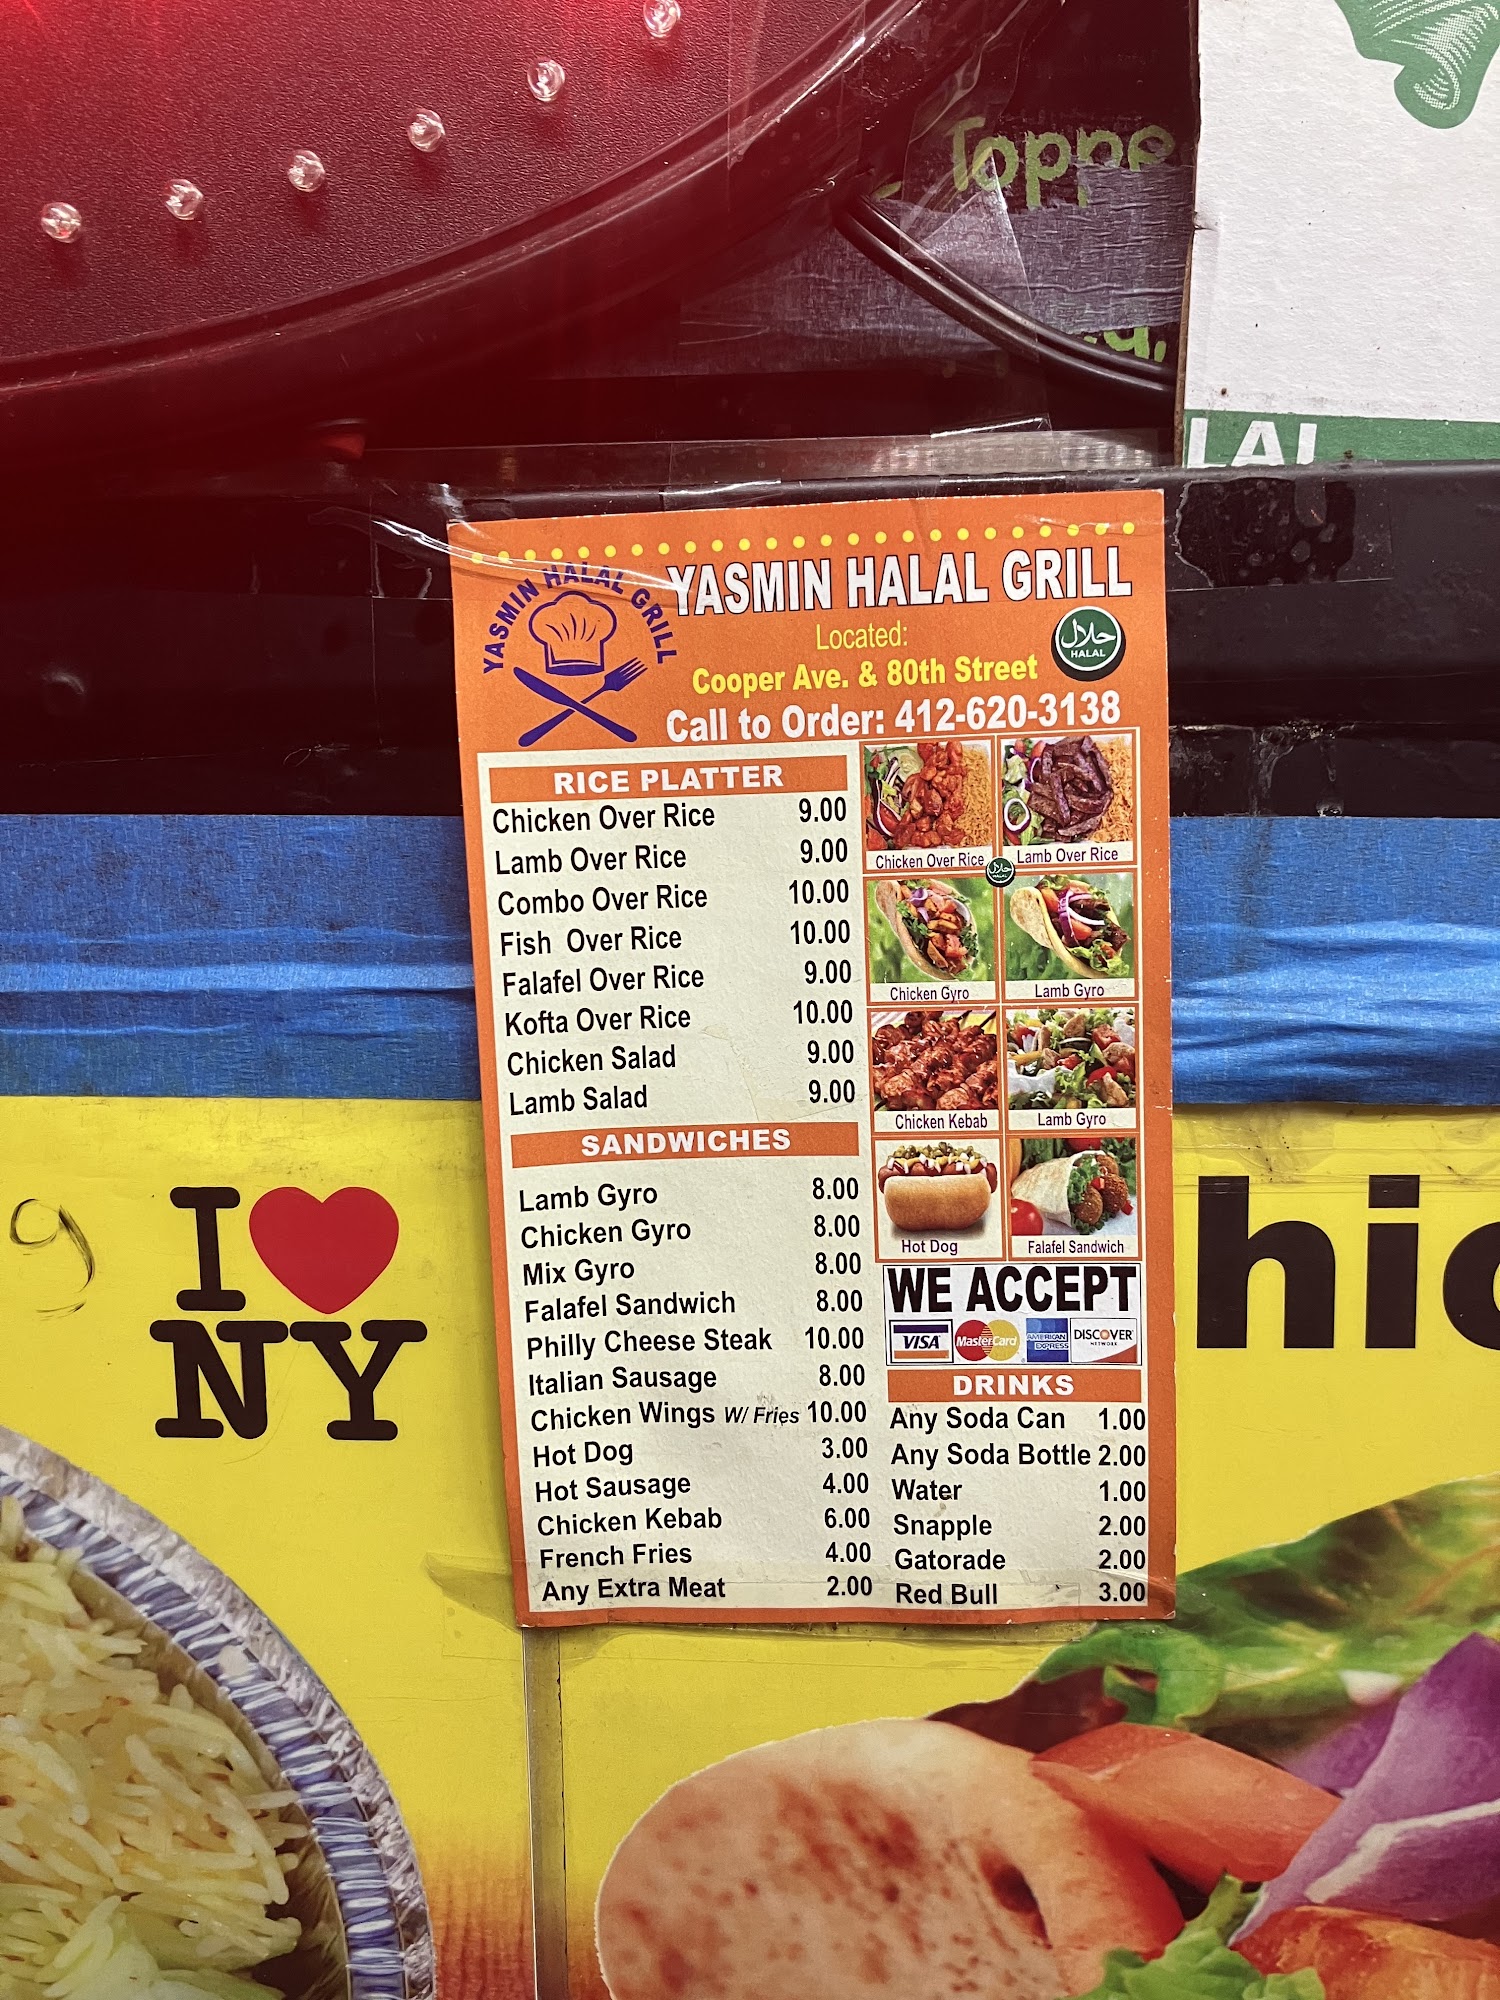 Toppe
LAL
YASMIN HALAL GRILL
YASMIN HALAL GRILL
Located:
حلال
HALAL
Cooper Ave. & 80th Street
Call to Order: 412-620-3138
RICE PLATTER
Chicken Over Rice 9.00
Lamb Over Rice 9.00
Combo Over Rice 10.00
Fish Over Rice 10.00
Falafel Over Rice 9.00
Kofta Over Rice 10.00
Chicken Salad 9.00
Lamb Salad 9.00
SANDWICHES
Lamb Gyro 8.00
Chicken Gyro 8.00
Mix Gyro 8.00
Falafel Sandwich 8.00
Philly Cheese Steak 10.00
Italian Sausage 8.00
Chicken Wings W/ Fries 10.00
Hot Dog 3.00
Hot Sausage 4.00
Chicken Kebab 6.00
French Fries 4.00
Any Extra Meat 2.00
Chicken Over Rice
Lamb Over Rice
حلال
HALAL
Chicken Gyro
Lamb Gyro
Chicken Kebab
Lamb Gyro
Hot Dog
Falafel Sandwich
WE ACCEPT
VISA
MasterCard
AMERICAN EXPRESS
DISCOVER
NETWORK
DRINKS
Any Soda Can 1.00
Any Soda Bottle 2.00
Water 1.00
Snapple 2.00
Gatorade 2.00
Red Bull 3.00
9
I ♥
NY
hic